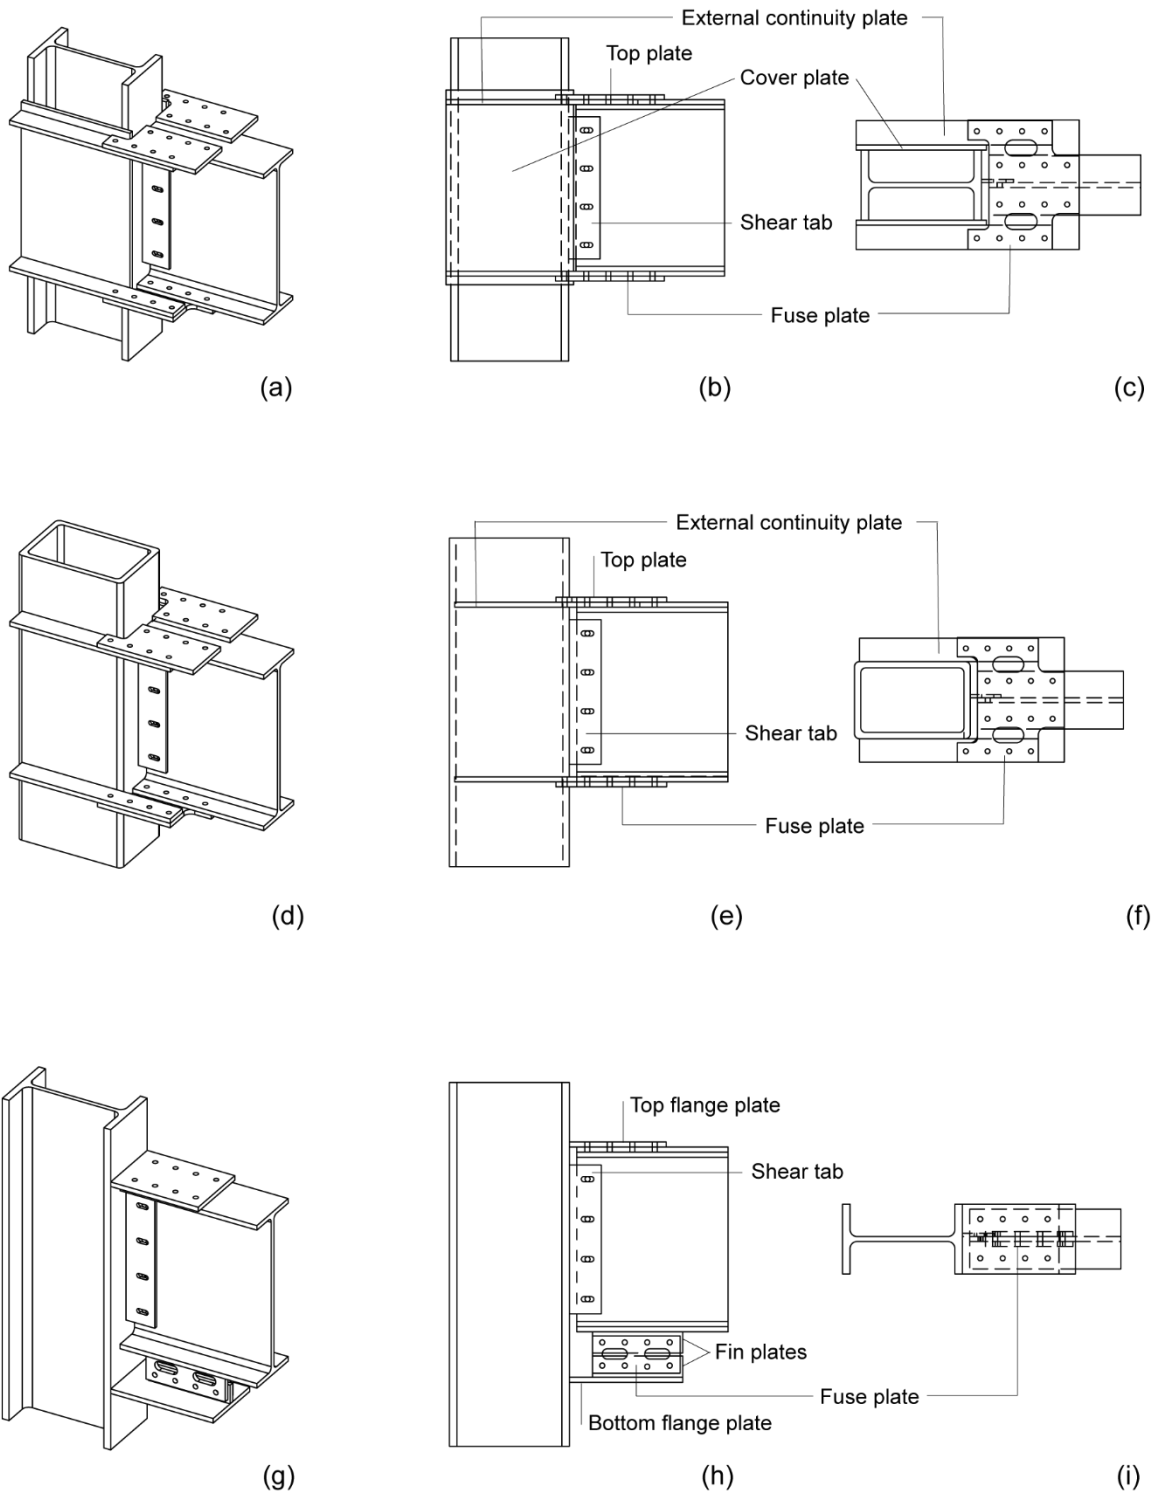 External continuity plate
Top plate
Cover plate
Shear tab
Fuse plate
(a)
(b)
(c)
External continuity plate
Top plate
Shear tab
Fuse plate
(d)
(e)
(f)
Top flange plate
Shear tab
Fin plates
Fuse plate
Bottom flange plate
(g)
(h)
(i)